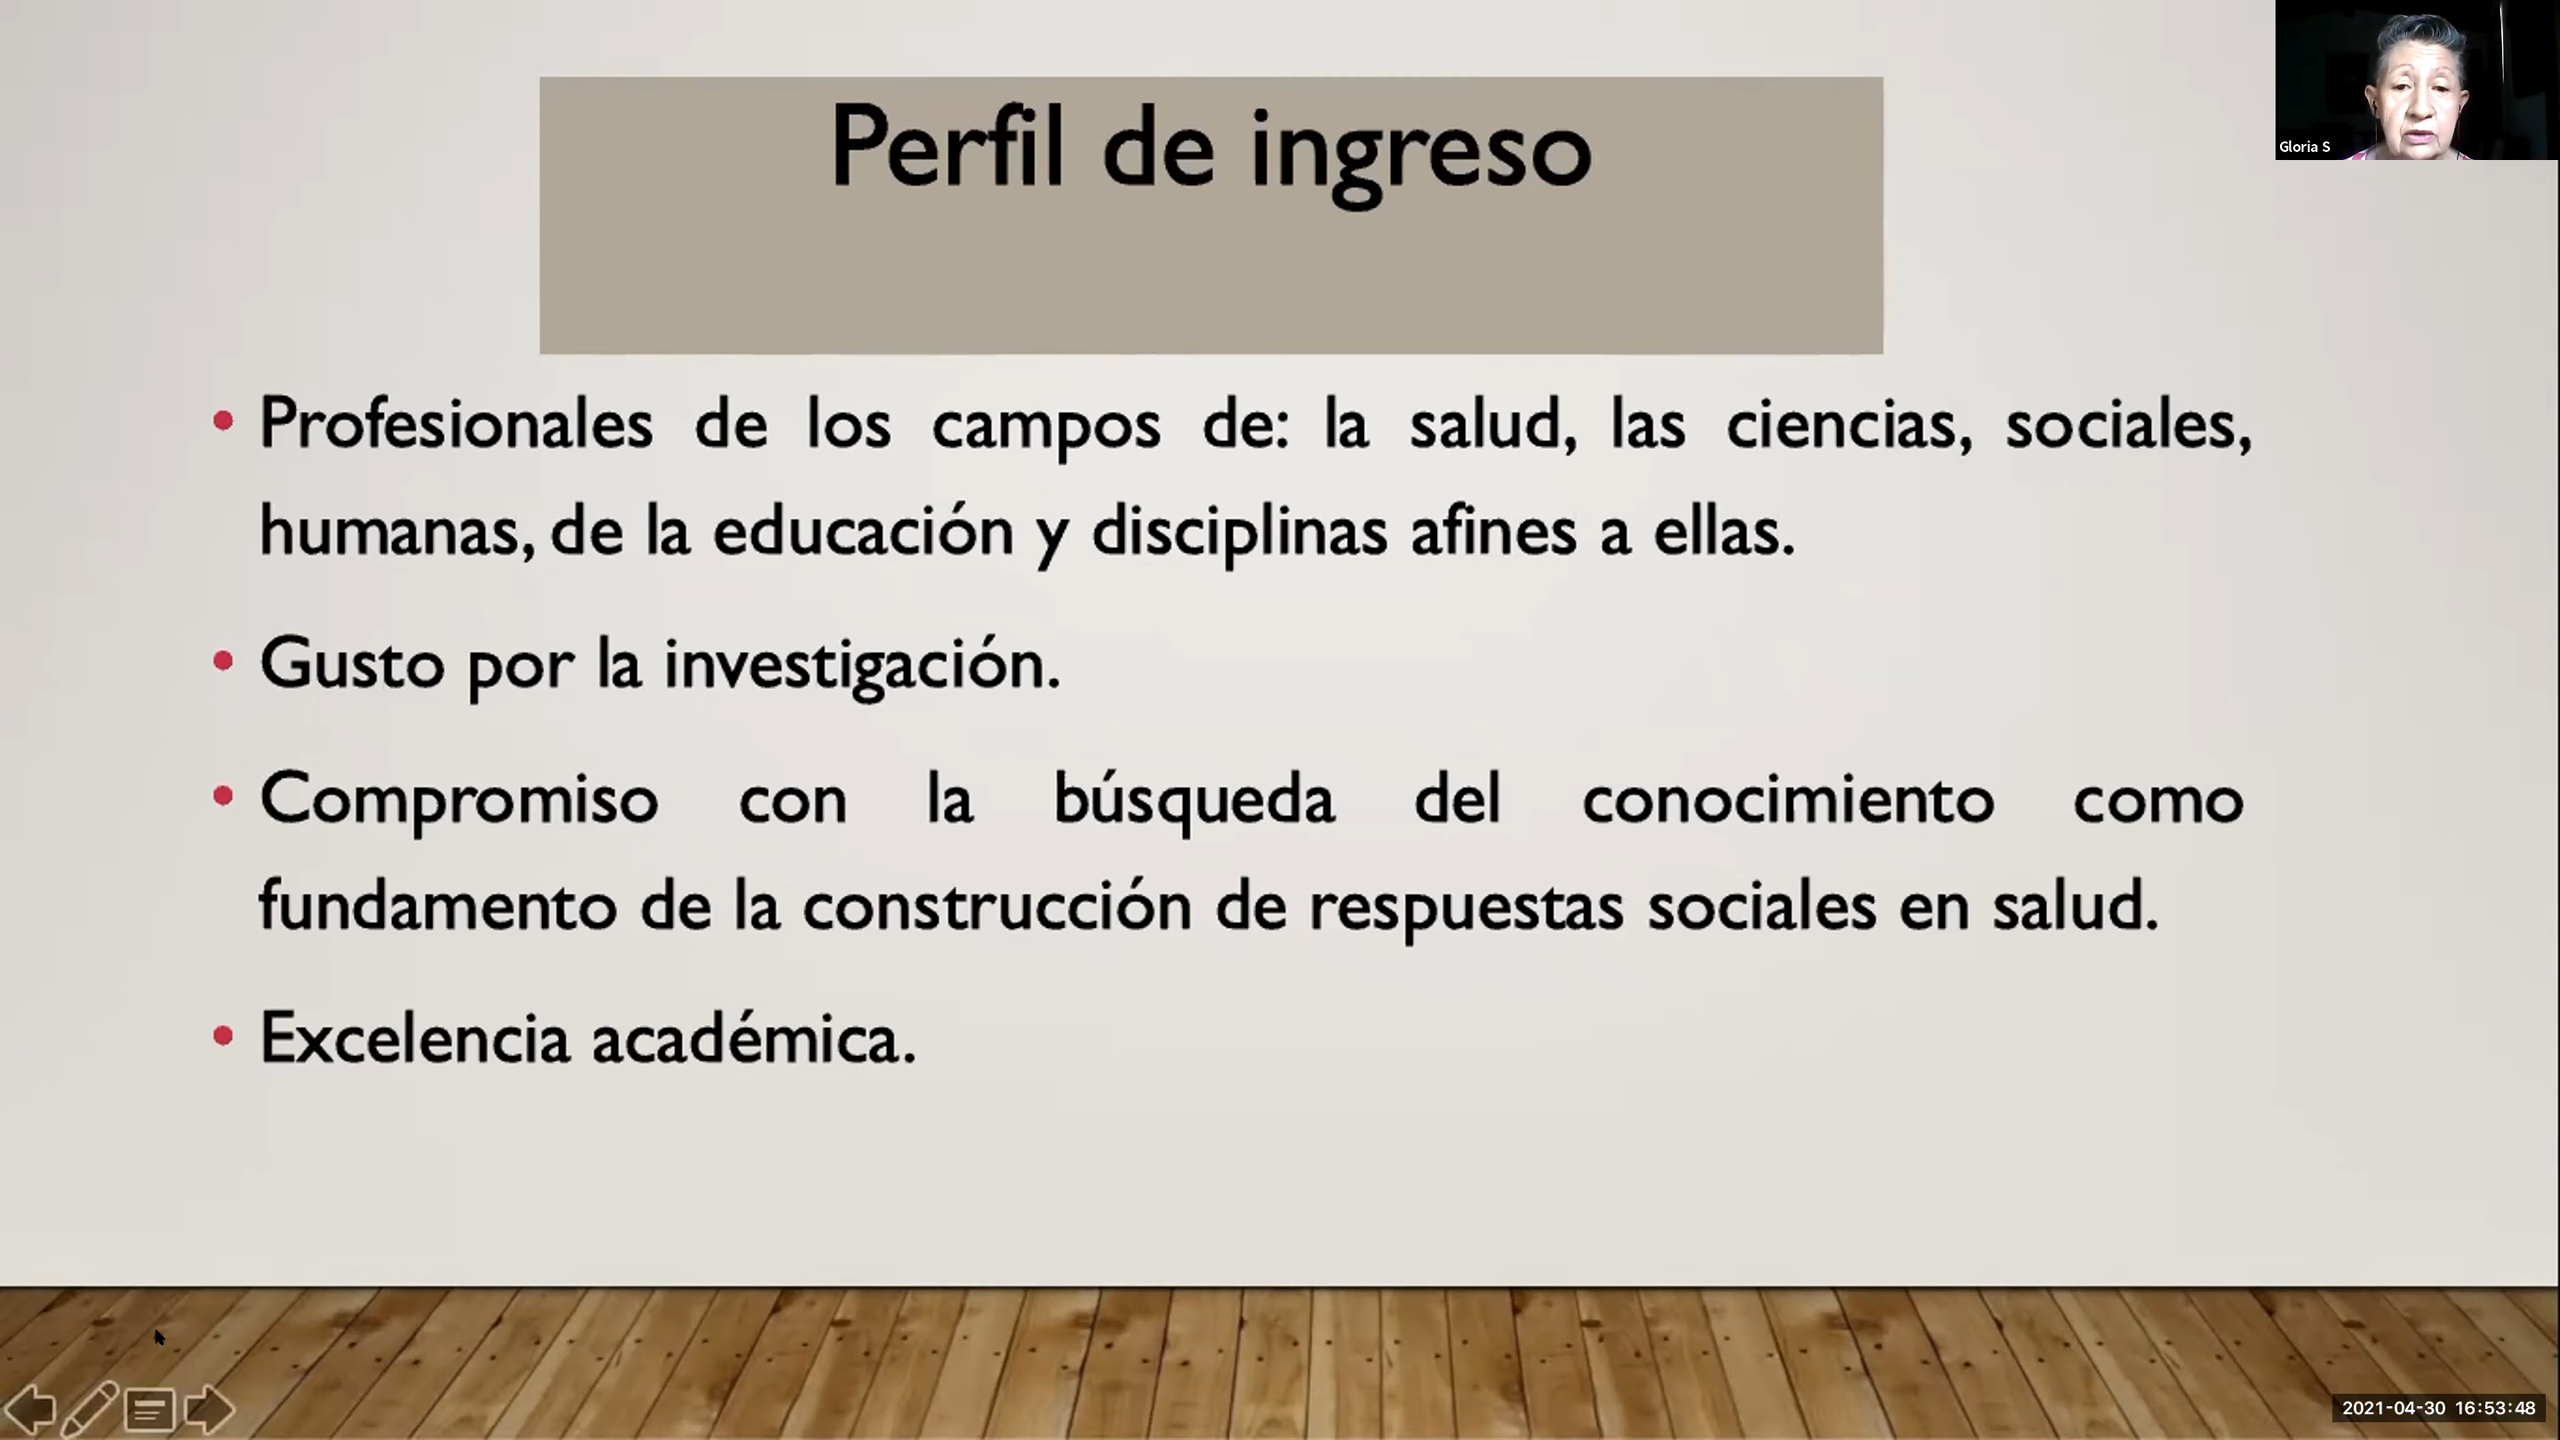 Perfil de ingreso
Gloria S
• Profesionales de los campos de: la salud, las ciencias, sociales,
humanas, de la educación y disciplinas afines a ellas.
• Gusto por la investigación.
• Compromiso con la búsqueda del conocimiento como
fundamento de la construcción de respuestas sociales en salud.
• Excelencia académica.
2021-04-30 16:53:48